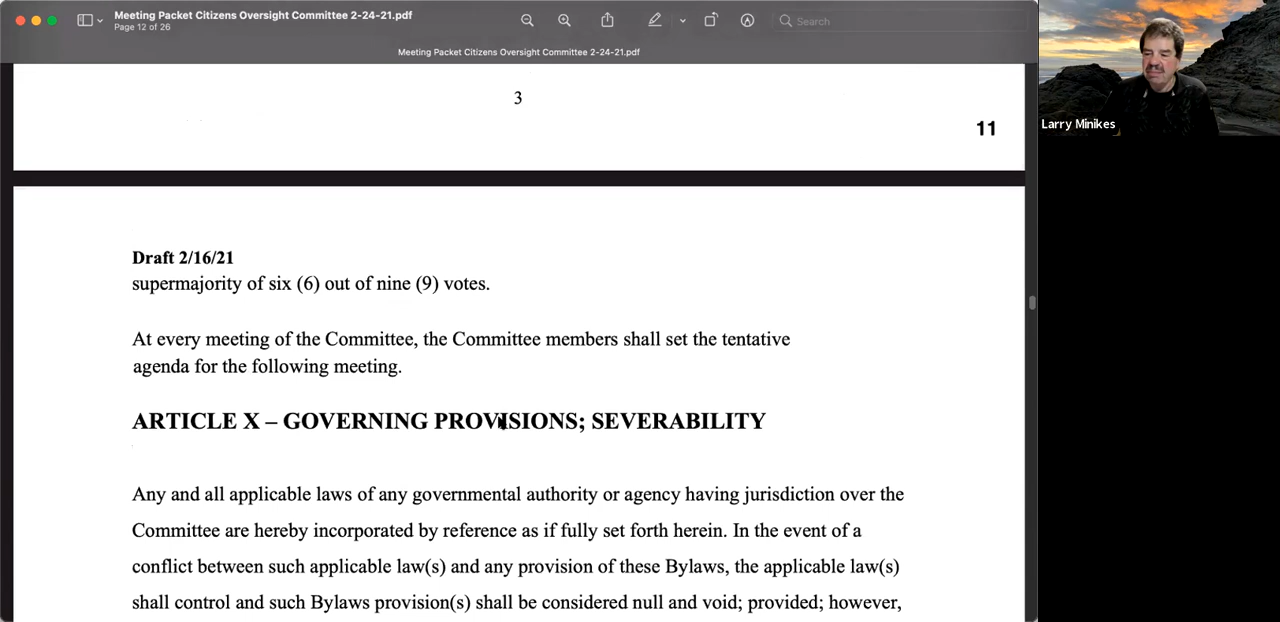 Meeting Packet Citizens Oversight Committee 2-24-21.pdf
Page 12 of 26
Search
Meeting Packet Citizens Oversight Committee 2-24-21.pdf
3
11
Larry Minikes
Draft 2/16/21
supermajority of six (6) out of nine (9) votes.
At every meeting of the Committee, the Committee members shall set the tentative
agenda for the following meeting.
ARTICLE X – GOVERNING PROVISIONS; SEVERABILITY
Any and all applicable laws of any governmental authority or agency having jurisdiction over the
Committee are hereby incorporated by reference as if fully set forth herein. In the event of a
conflict between such applicable law(s) and any provision of these Bylaws, the applicable law(s)
shall control and such Bylaws provision(s) shall be considered null and void; provided; however,